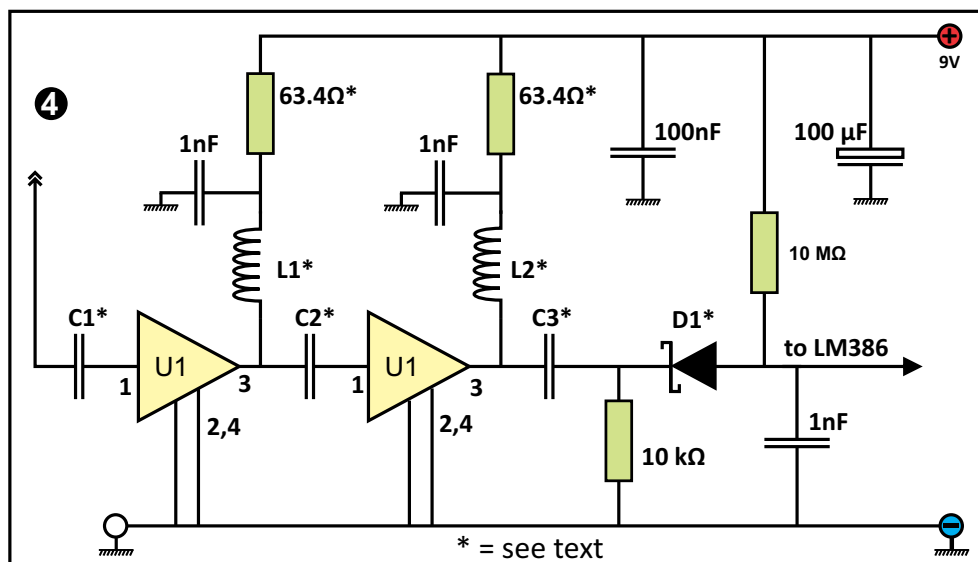 4
+
9V
63.4Ω*
63.4Ω*
1nF
1nF
100nF
100 µF
L1*
L2*
10 MΩ
C1*
C2*
C3*
D1*
U1
U1
to LM386
1
3
1
3
2,4
2,4
10 kΩ
1nF
* = see text